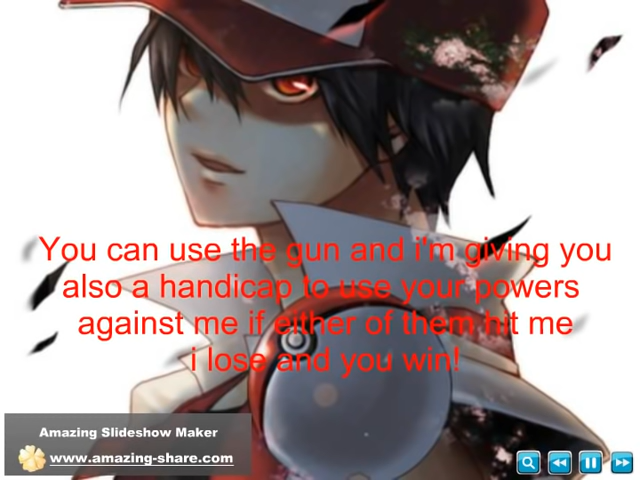 You can use the gun and i'm giving you
also a handicap to use your powers
against me if either of them hit me
i lose and you win!
Amazing Slideshow Maker
www.amazing-share.com